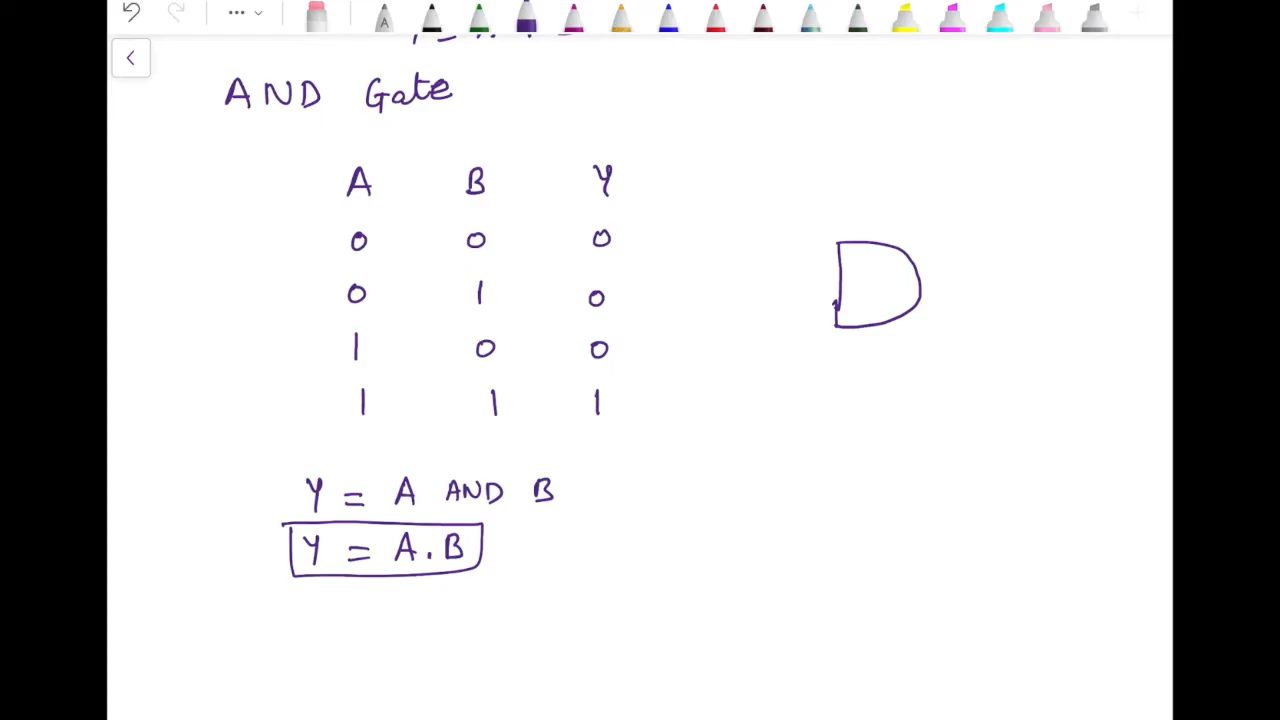 AND Gate
A B Y
0 0 0
0 1 0
1 0 0
1 1 1
Y = A AND B
Y = A.B